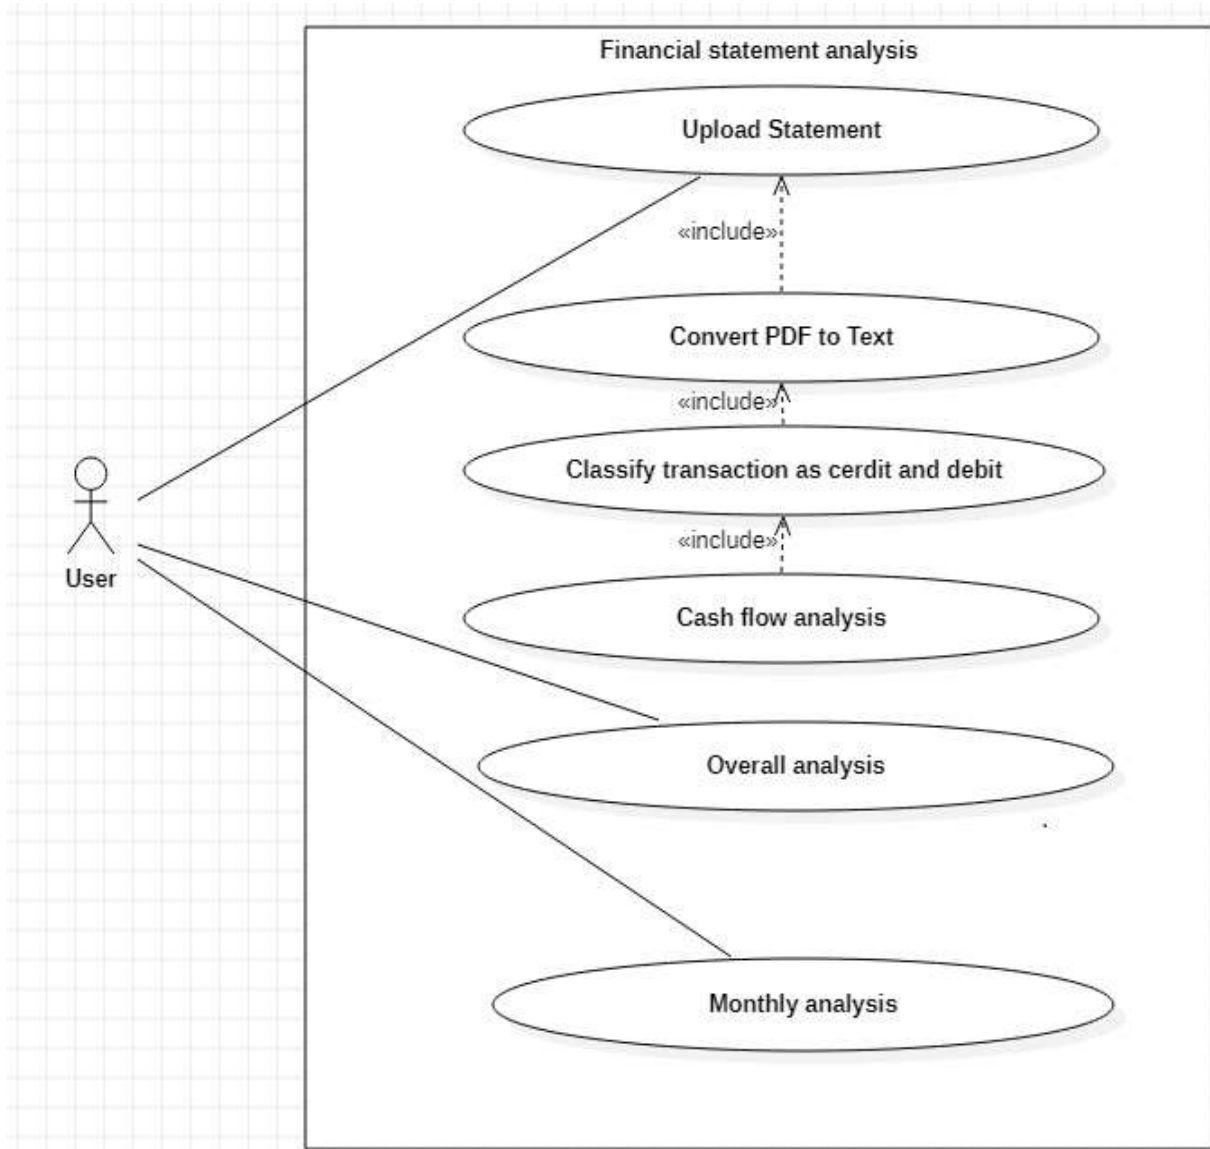 Financial statement analysis
Upload Statement
«include»
Convert PDF to Text
«include»
Classify transaction as cerdit and debit
«include»
User
Cash flow analysis
Overall analysis
Monthly analysis